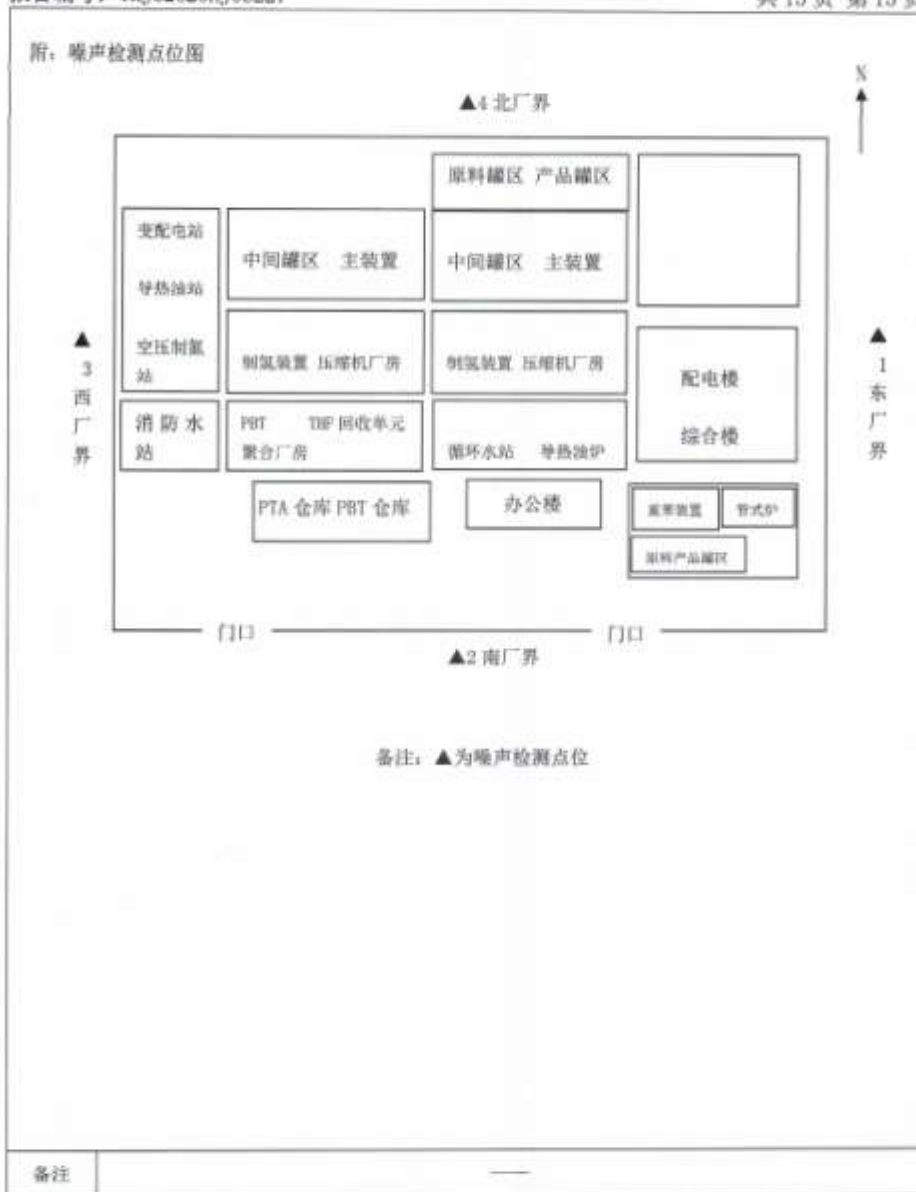 共 15 页 第 15 页
附：噪声检测点位图
N
▲4 北厂界
原料罐区 产品罐区
变配电站
导热油站
空压制氮
站
中间罐区 主装置
中间罐区 主装置
制氢装置 压缩机厂房
制氢装置 压缩机厂房
配电楼
综合楼
▲
3
西
厂
界
▲
1
东
厂
界
消防水
站
PBT THF 回收单元
聚合厂房
循环水站 导热油炉
PTA 仓库 PBT 仓库
办公楼
管式炉
原料产品罐区
门口
门口
▲2 南厂界
备注：▲为噪声检测点位
备注
——